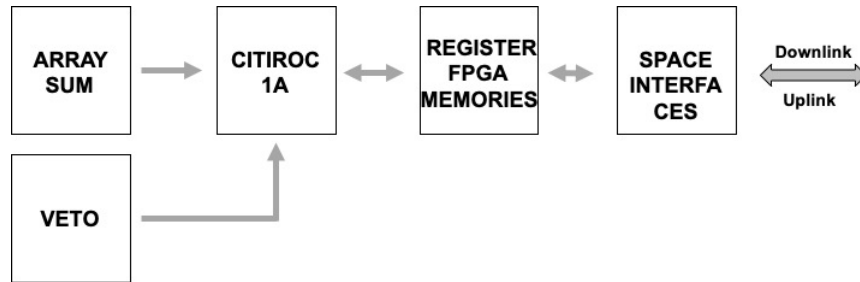 ARRAY
SUM
CITIROC
1A
REGISTER
FPGA
MEMORIES
SPACE
INTERFA
CES
Downlink
Uplink
VETO